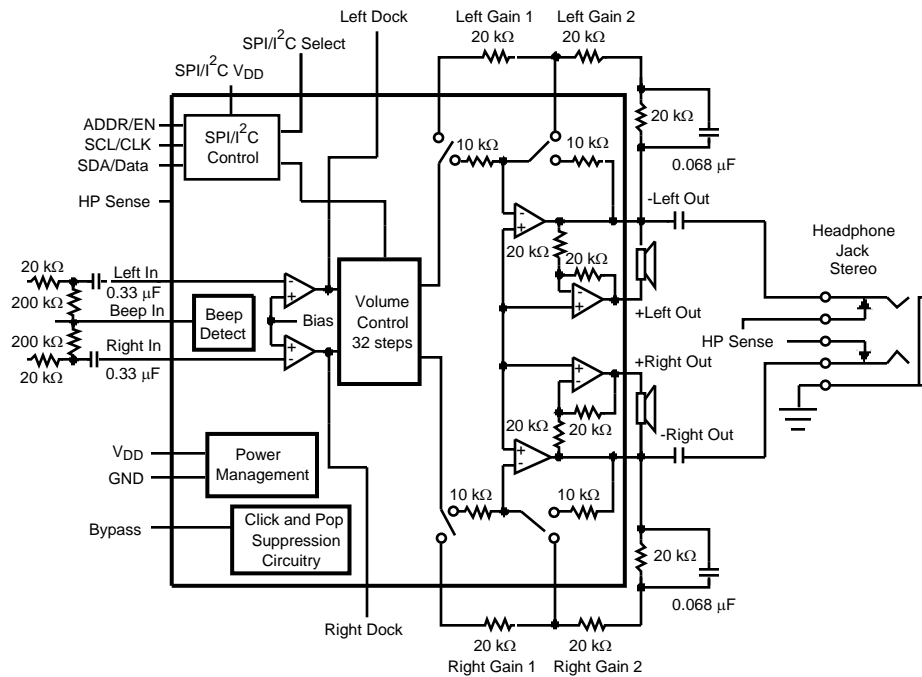 Left Dock
Left Gain 1
Left Gain 2
20 kΩ
20 kΩ
SPI/I²C Select
SPI/I²C VDD
ADDR/EN
SCL/CLK
SDA/Data
SPI/I²C
Control
20 kΩ
0.068 µF
10 kΩ
10 kΩ
HP Sense
-Left Out
Headphone
Jack
Stereo
20 kΩ
20 kΩ
20 kΩ
Left In
0.33 µF
200 kΩ
Beep In
Beep
Detect
Bias
Volume
Control
32 steps
+Left Out
HP Sense
200 kΩ
Right In
20 kΩ
0.33 µF
+Right Out
20 kΩ
20 kΩ
-Right Out
VDD
GND
Power
Management
10 kΩ
10 kΩ
Bypass
Click and Pop
Suppression
Circuitry
20 kΩ
0.068 µF
Right Dock
20 kΩ
20 kΩ
Right Gain 1
Right Gain 2
-
+
-
+
-
+
-
+
+
-
+
-